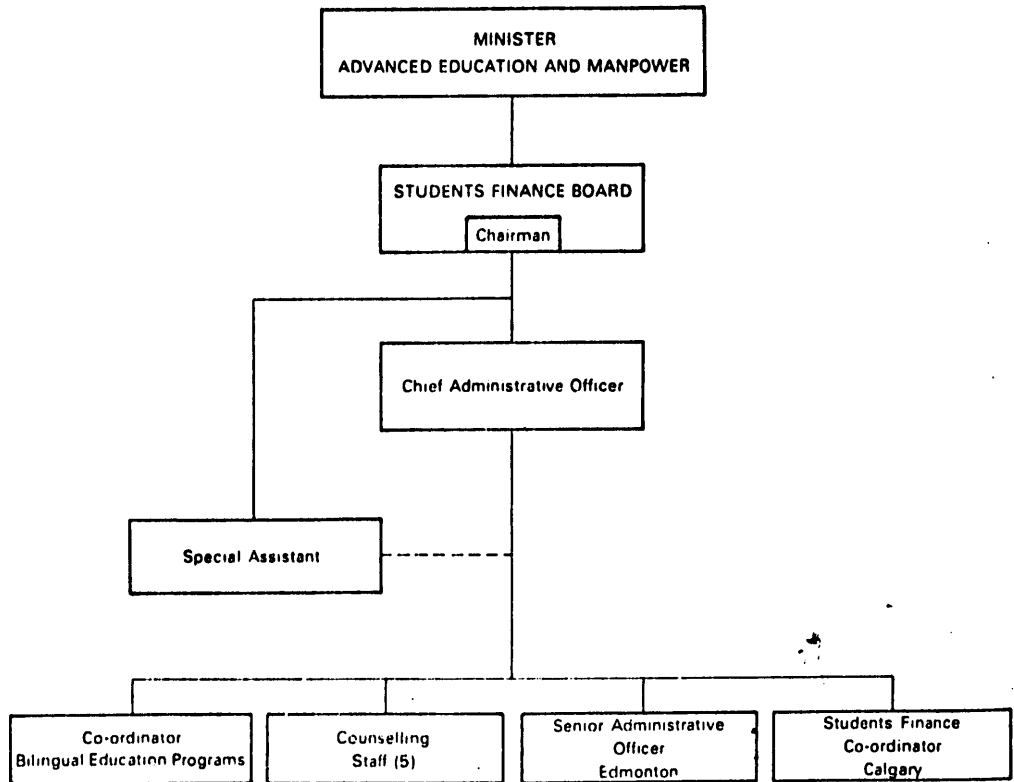 MINISTER
ADVANCED EDUCATION AND MANPOWER
STUDENTS FINANCE BOARD
Chairman
Chief Administrative Officer
Special Assistant
Co-ordinator
Bilingual Education Programs
Counselling
Staff (5)
Senior Administrative
Officer
Edmonton
Students Finance
Co-ordinator
Calgary